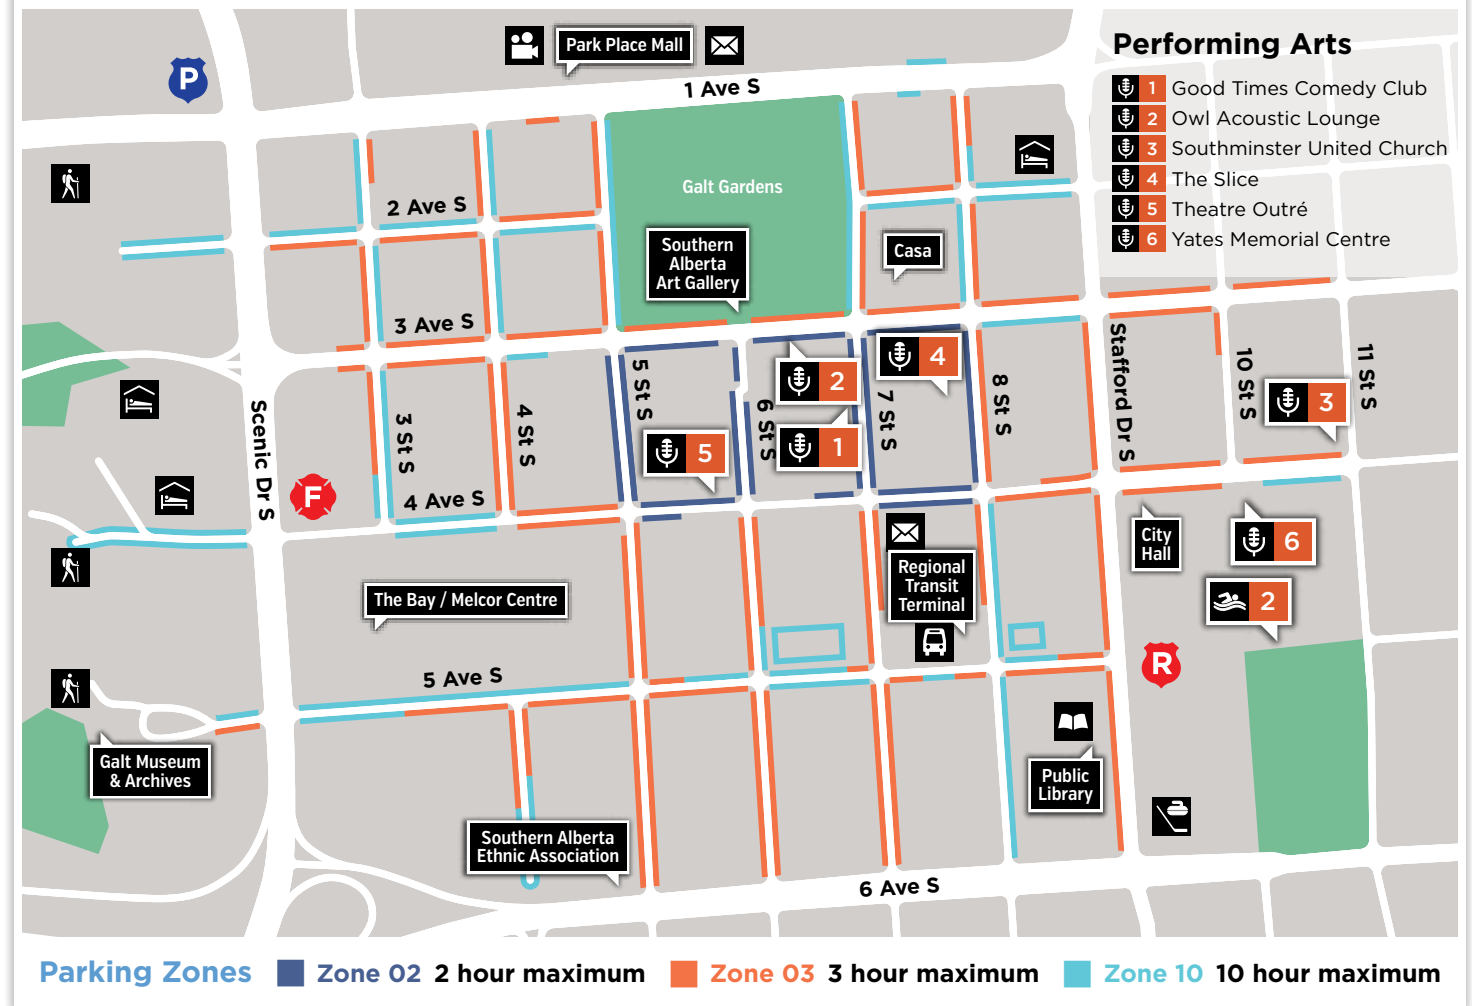 Park Place Mall
Performing Arts
1 Good Times Comedy Club
2 Owl Acoustic Lounge
3 Southminster United Church
4 The Slice
5 Theatre Outré
6 Yates Memorial Centre
P
1 Ave S
Galt Gardens
2 Ave S
Southern
Alberta
Art Gallery
Casa
3 Ave S
Scenic Dr S
3 St S
4 St S
5 St S
6 St S
7 St S
8 St S
Stafford Dr S
10 St S
11 St S
4
2
3
1
5
F
4 Ave S
City
Hall
6
Regional
Transit
Terminal
The Bay / Melcor Centre
2
R
5 Ave S
Galt Museum
& Archives
Public
Library
Southern Alberta
Ethnic Association
6 Ave S
Parking Zones Zone 02 2 hour maximum Zone 03 3 hour maximum Zone 10 10 hour maximum